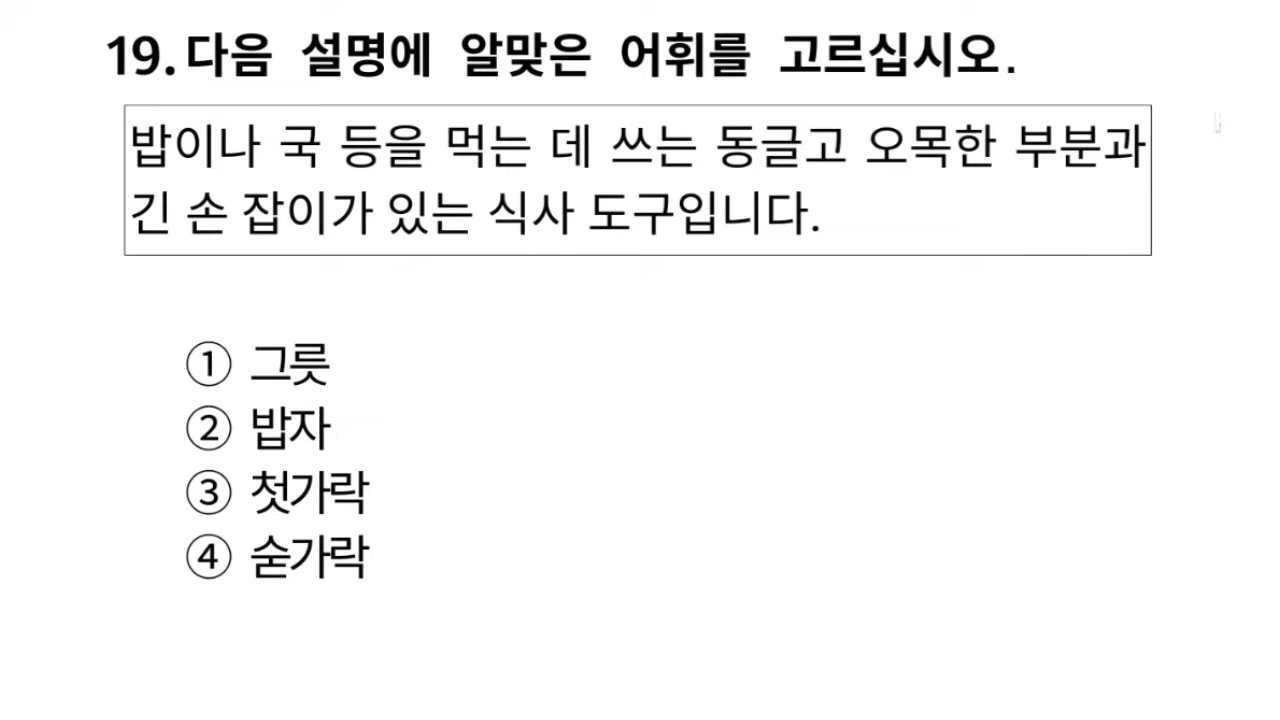 19. 다음 설명에 알맞은 어휘를 고르십시오.
밥이나 국 등을 먹는 데 쓰는 동글고 오목한 부분과
긴 손 잡이가 있는 식사 도구입니다.
① 그릇
② 밥자
③ 첫가락
④ 숟가락